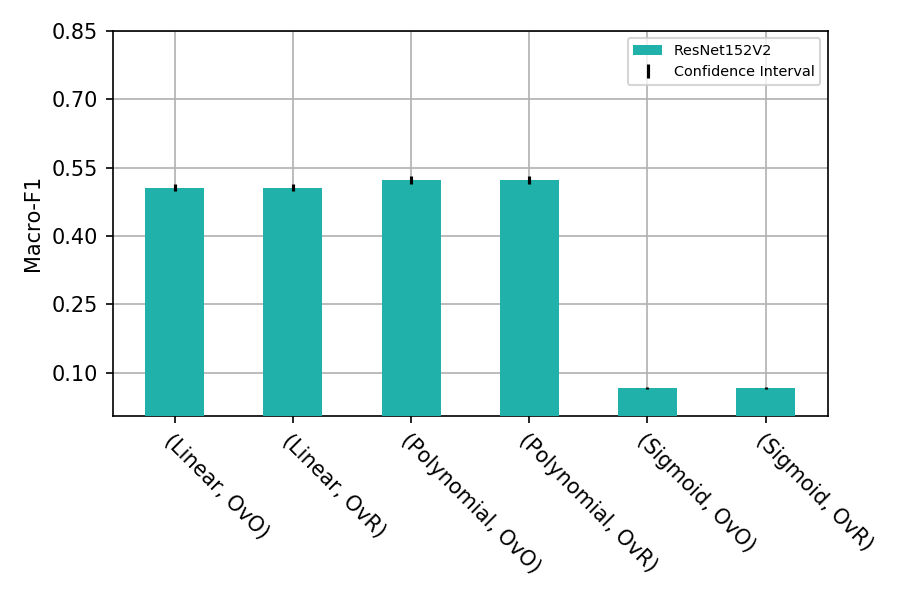 0.85
0.70
0.55
0.40
0.25
0.10
Macro-F1
ResNet152V2
Confidence Interval
(Linear, OvO)
(Linear, OvR)
(Polynomial, OvO)
(Polynomial, OvR)
(Sigmoid, OvO)
(Sigmoid, OvR)